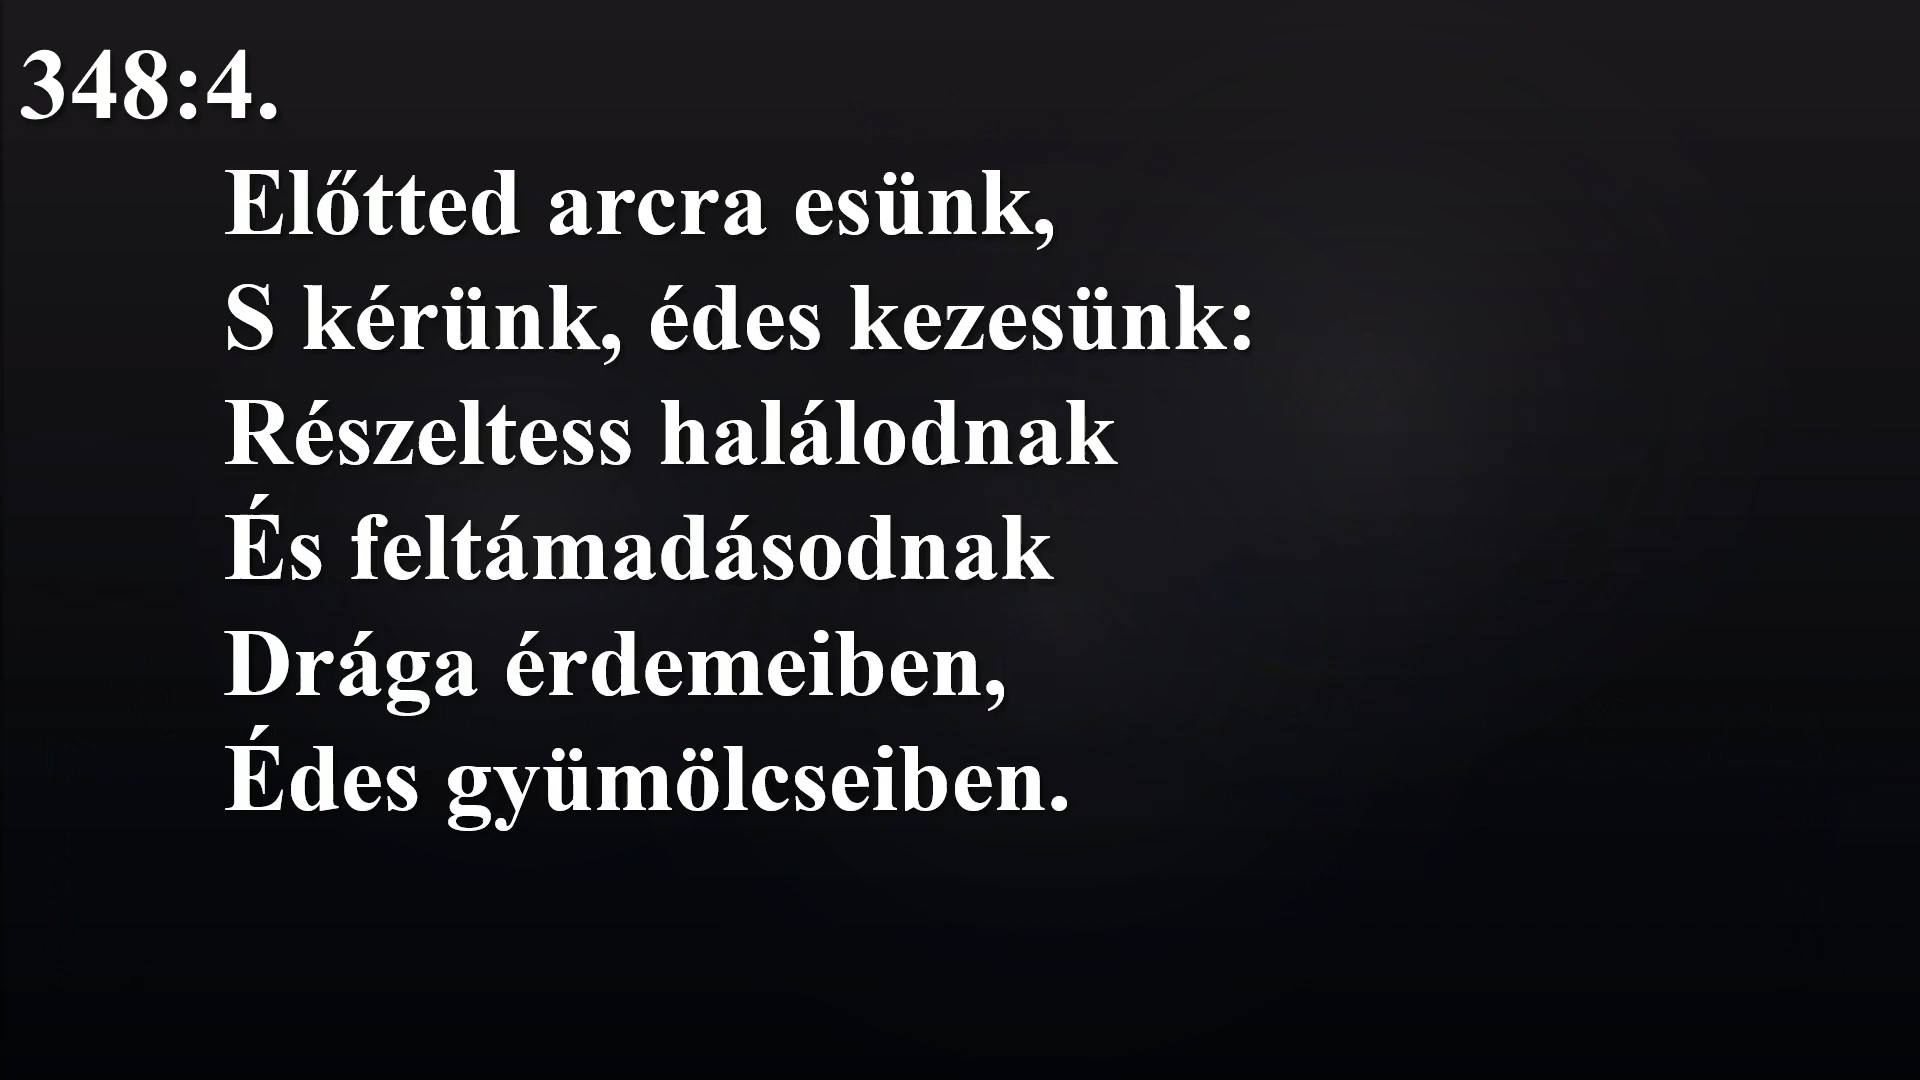 348:4.
Előtted arcra esünk,
S kérünk, édes kezesünk:
Részeltess halálodnak
És feltámadásodnak
Drága érdemeiben,
Édes gyümölcseiben.